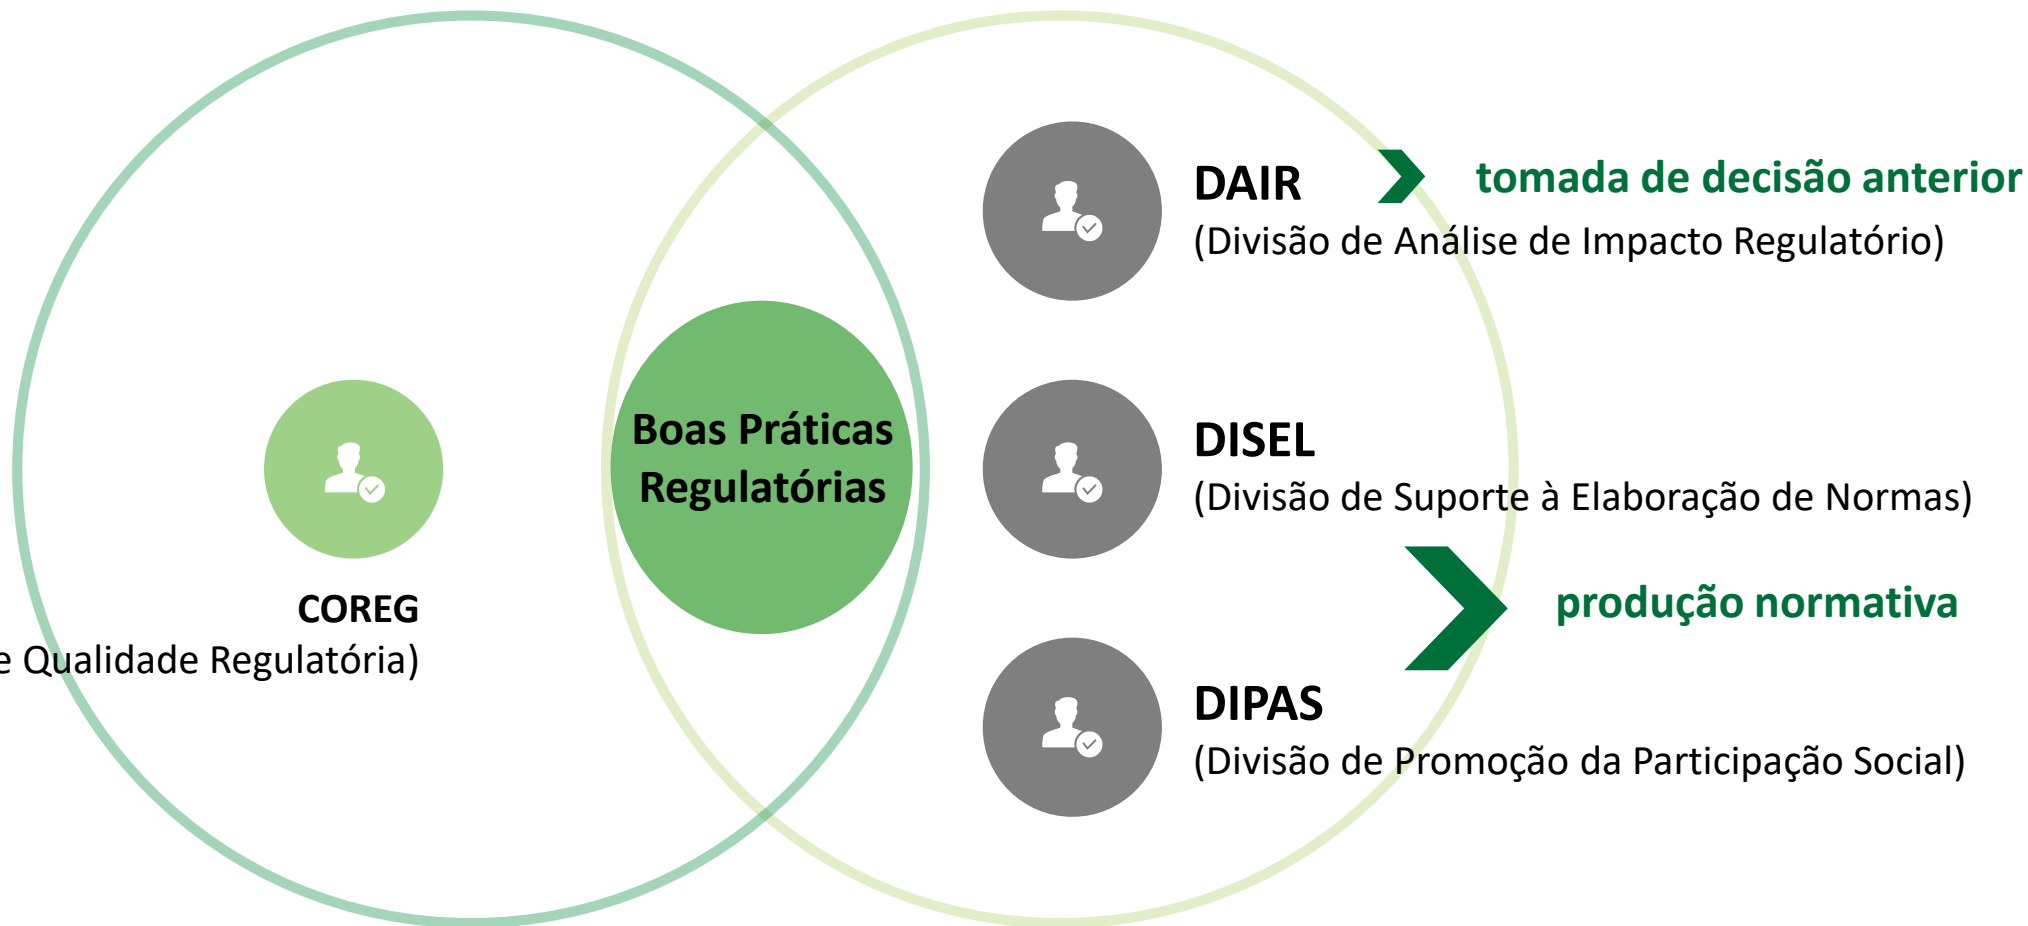 DAIR
tomada de decisão anterior
(Divisão de Análise de Impacto Regulatório)
Boas Práticas
Regulatórias
DISEL
(Divisão de Suporte à Elaboração de Normas)
COREG
e Qualidade Regulatória)
produção normativa
DIPAS
(Divisão de Promoção da Participação Social)